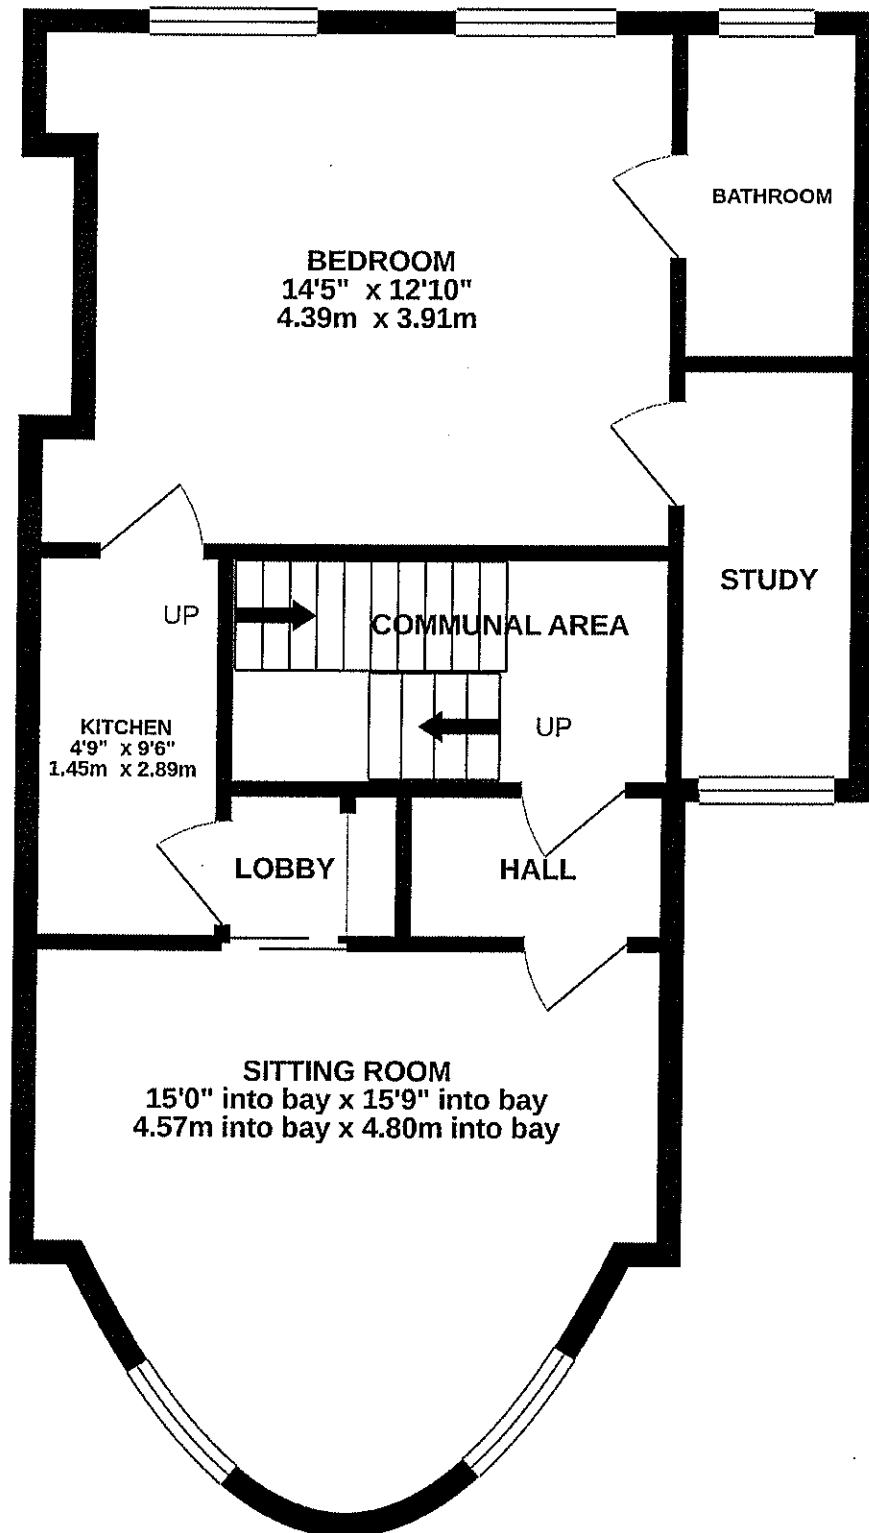 BATHROOM
BEDROOM
14'5" x 12'10"
4.39m x 3.91m
STUDY
UP
COMMUNAL AREA
UP
KITCHEN
4'9" x 9'6"
1.45m x 2.89m
LOBBY
HALL
SITTING ROOM
15'0" into bay x 15'9" into bay
4.57m into bay x 4.80m into bay